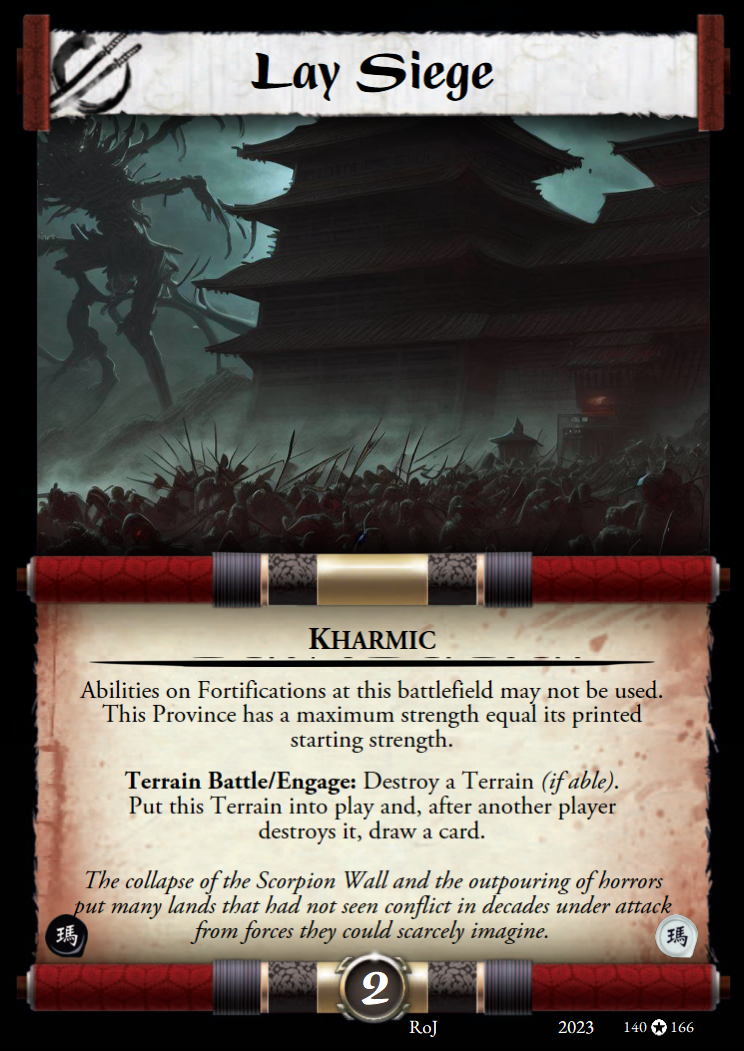 Lay Siege
KHARMIC
Abilities on Fortifications at this battlefield may not be used.
This Province has a maximum strength equal its printed
starting strength.
Terrain Battle/Engage: Destroy a Terrain (if able).
Put this Terrain into play and, after another player
destroys it, draw a card.
The collapse of the Scorpion Wall and the outpouring of horrors
put many lands that had not seen conflict in decades under attack
from forces they could scarcely imagine.
瑪 瑪
2
RoJ 2023 140 166